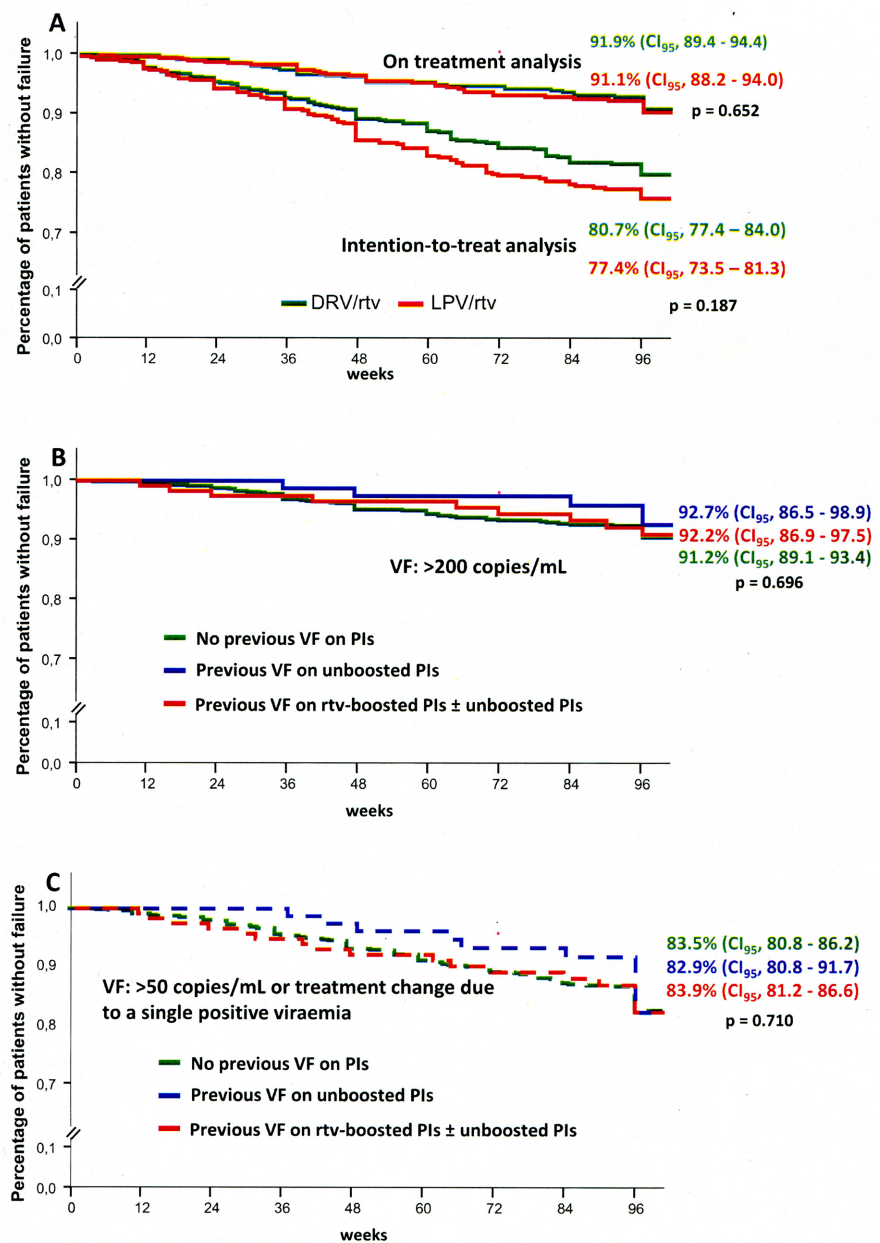 A
Percentage of patients without failure
1,0
0,9
0,8
0,7
0,1
0,0
On treatment analysis
91.9% (CI95, 89.4 - 94.4)
91.1% (CI95, 88.2 - 94.0)
p = 0.652
Intention-to-treat analysis
80.7% (CI95, 77.4 – 84.0)
77.4% (CI95, 73.5 – 81.3)
p = 0.187
DRV/rtv LPV/rtv
0 12 24 36 48 60 72 84 96
weeks
B
Percentage of patients without failure
1,0
0,9
0,8
0,7
0,1
0,0
92.7% (CI95, 86.5 - 98.9)
92.2% (CI95, 86.9 - 97.5)
91.2% (CI95, 89.1 - 93.4)
p = 0.696
VF: >200 copies/mL
No previous VF on PIs
Previous VF on unboosted PIs
Previous VF on rtv-boosted PIs ± unboosted PIs
0 12 24 36 48 60 72 84 96
weeks
C
Percentage of patients without failure
1,0
0,9
0,8
0,7
0,1
0,0
83.5% (CI95, 80.8 - 86.2)
82.9% (CI95, 80.8 - 91.7)
83.9% (CI95, 81.2 - 86.6)
p = 0.710
VF: >50 copies/mL or treatment change due
to a single positive viraemia
No previous VF on PIs
Previous VF on unboosted PIs
Previous VF on rtv-boosted PIs ± unboosted PIs
0 12 24 36 48 60 72 84 96
weeks